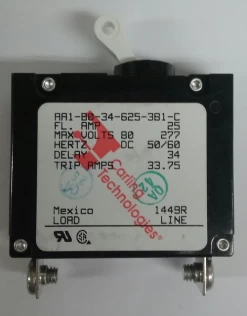 AA1-B0-34-625-3B1-C
FL. AMP 25
MAX VOLTS 80 277
HERTZ DC 50/60
DELAY 34
TRIP AMPS 33.75
Carling
Technologies
Mexico 1449R
LOAD LINE